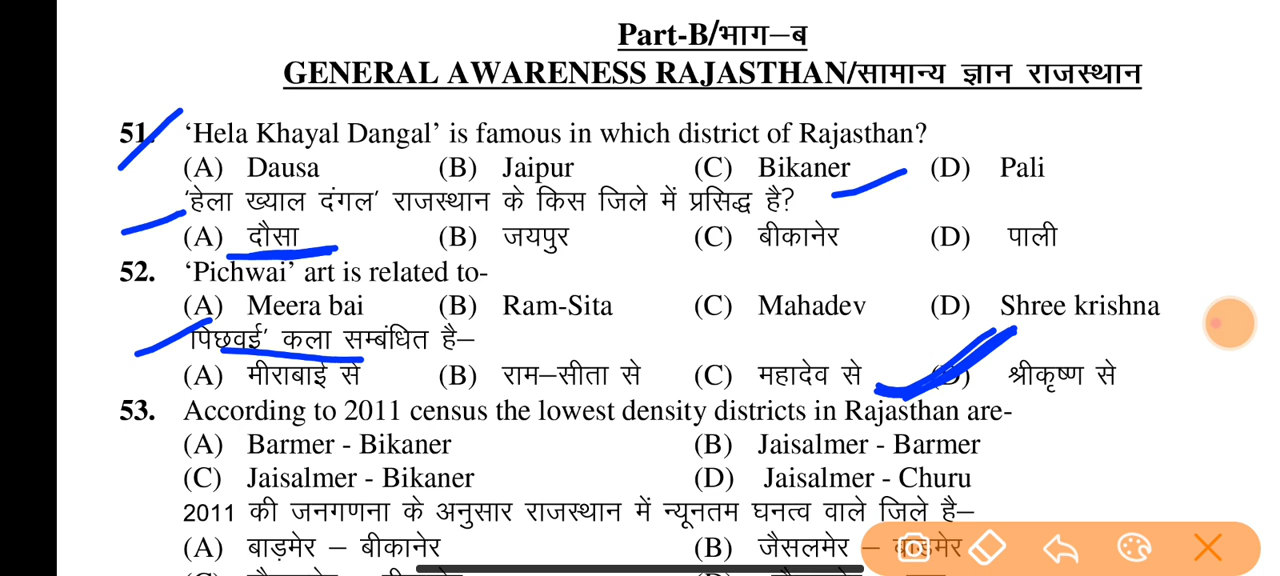 Part-B/भाग–ब
GENERAL AWARENESS RAJASTHAN/सामान्य ज्ञान राजस्थान
51. ‘Hela Khayal Dangal’ is famous in which district of Rajasthan?
(A) Dausa (B) Jaipur (C) Bikaner (D) Pali
‘हेला ख्याल दंगल’ राजस्थान के किस जिले में प्रसिद्ध है?
(A) दौसा (B) जयपुर (C) बीकानेर (D) पाली
52. ‘Pichwai’ art is related to-
(A) Meera bai (B) Ram-Sita (C) Mahadev (D) Shree krishna
पिछवई’ कला सम्बंधित है–
(A) मीराबाई से (B) राम–सीता से (C) महादेव से (D) श्रीकृष्ण से
53. According to 2011 census the lowest density districts in Rajasthan are-
(A) Barmer - Bikaner (B) Jaisalmer - Barmer
(C) Jaisalmer - Bikaner (D) Jaisalmer - Churu
2011 की जनगणना के अनुसार राजस्थान में न्यूनतम घनत्व वाले जिले है–
(A) बाड़मेर – बीकानेर (B) जैसलमेर – बाड़मेर